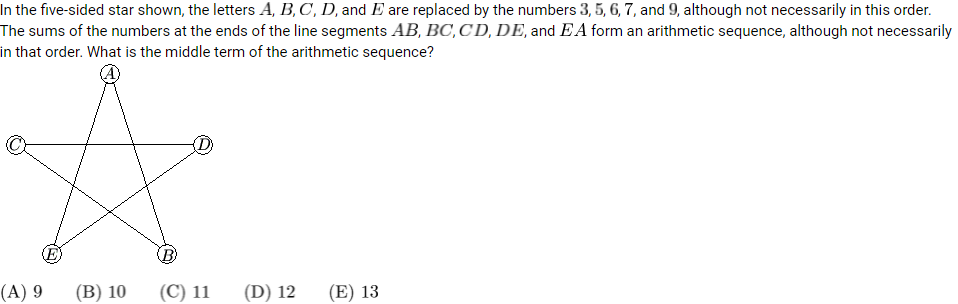 In the five-sided star shown, the letters A, B, C, D, and E are replaced by the numbers 3, 5, 6, 7, and 9, although not necessarily in this order.
The sums of the numbers at the ends of the line segments AB, BC, CD, DE, and EA form an arithmetic sequence, although not necessarily
in that order. What is the middle term of the arithmetic sequence?
A
C D
E B
(A) 9 (B) 10 (C) 11 (D) 12 (E) 13